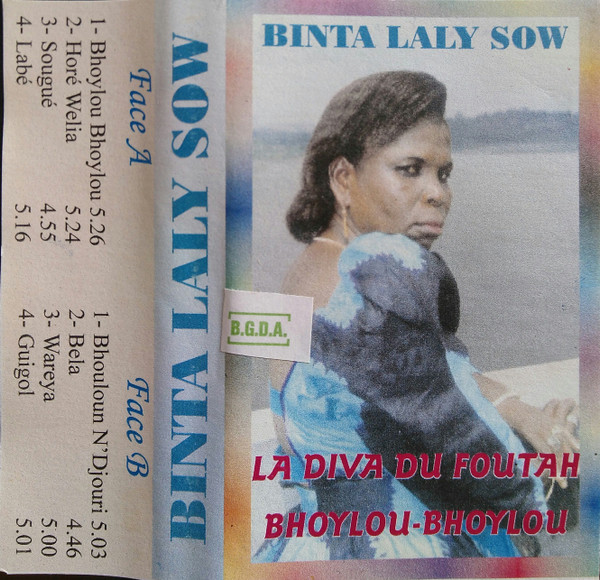 BINTA LALY SOW
B.G.D.A.
LA DIVA DU FOUTAH
BHOYLOU-BHOYLOU
BINTA LALY SOW
Face A
1- Bhoylou Bhoylou 5.26
2- Horé Welia 5.24
3- Sougué 4.55
4- Labé 5.16
Face B
1- Bhouloun N'Djouri 5.03
2- Bela 4.46
3- Wareya 5.00
4- Guigol 5.01